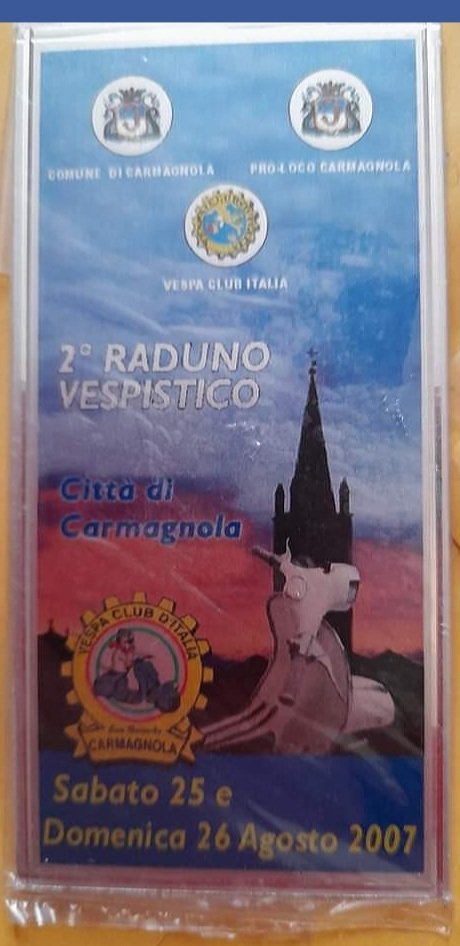 COMUNE DI CARMAGNOLA
PRO-LOCO CARMAGNOLA
VESPA CLUB ITALIA
2° RADUNO
VESPISTICO
Città di
Carmagnola
VESPA CLUB D'ITALIA
CARMAGNOLA
Sabato 25 e
Domenica 26 Agosto 2007